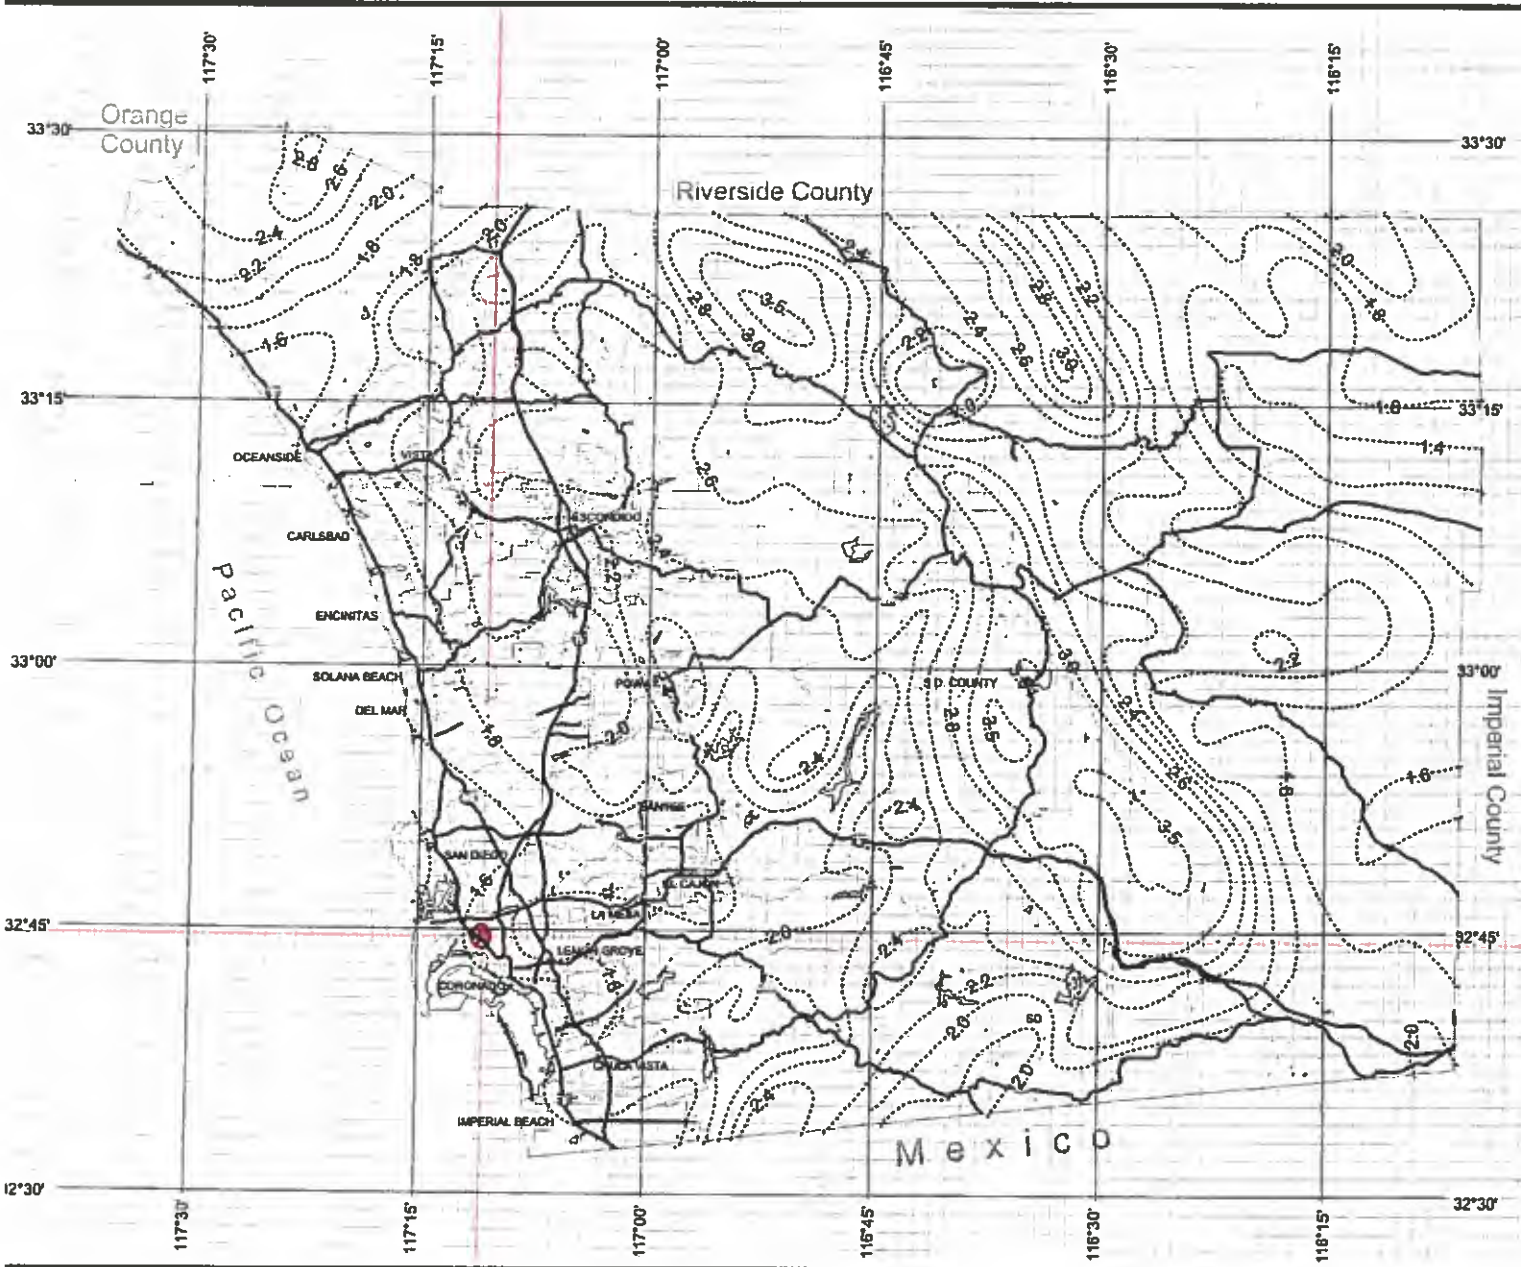 117°30'
117°15'
117°00'
116°45'
116°30'
116°15'
Orange
County
33°30'
33°30'
Riverside County
2.8
2.6
2.0
2.4
2.2
1.8
1.8
2.0
2.4
2.8
3.5
3.0
2.8
2.2
2.4
2.6
2.0
1.8
1.6
33°15'
33°15'
1.4
OCEANSIDE
VISTA
2.6
ESCONDIDO
CARLSBAD
2.4
2.2
Pacific Ocean
ENCINITAS
33°00'
33°00'
SOLANA BEACH
DEL MAR
S.D. COUNTY
3.0
2.2
2.4
2.8
1.8
2.0
2.4
2.6
1.8
1.6
Imperial County
SANTEE
2.4
3.5
SAN DIEGO
1.6
EL CAJON
LA MESA
32°45'
32°45'
2.0
2.4
LEMON GROVE
CORONADO
1.8
2.2
2.0
2.0
2.0
CHULA VISTA
2.4
IMPERIAL BEACH
Mexico
32°30'
117°30'
117°15'
117°00'
116°45'
116°30'
116°15'